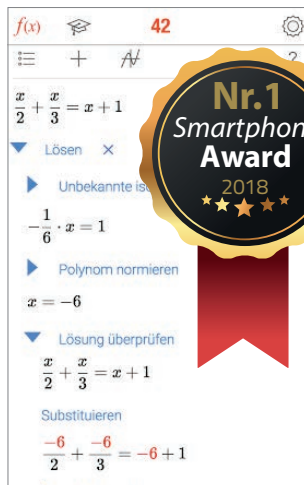 f(x) 42
?
x/2 + x/3 = x + 1
Lösen ×
Unbekannte
-1/6 · x = 1
Polynom normieren
x = -6
Lösung überprüfen
x/2 + x/3 = x + 1
Substituieren
-6/2 + -6/3 = -6 + 1
Nr.1
Smartphon
Award
2018